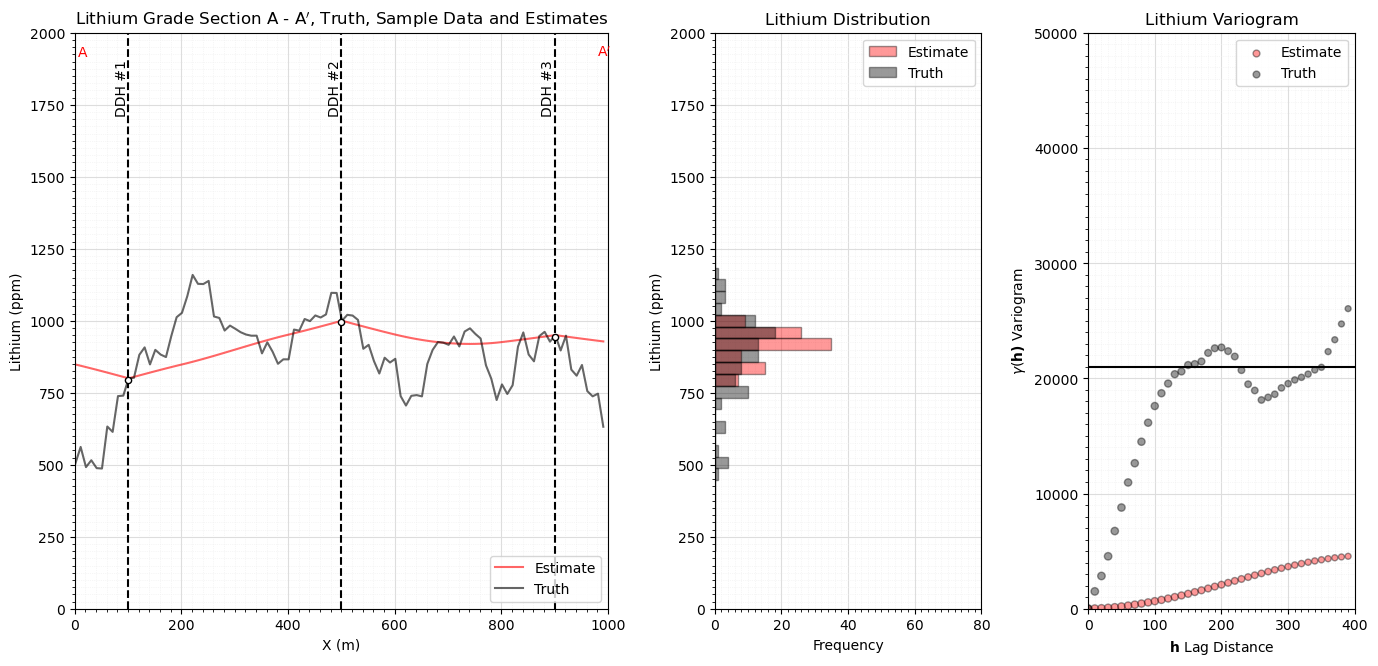 Lithium Grade Section A - A′, Truth, Sample Data and Estimates
2000
1750
1500
1250
1000
750
500
250
0
Lithium (ppm)
A
A
DDH #1
DDH #2
DDH #3
Estimate
Truth
0
200
400
600
800
1000
X (m)
Lithium Distribution
2000
1750
1500
1250
1000
750
500
250
0
Lithium (ppm)
Estimate
Truth
0
20
40
60
80
Frequency
Lithium Variogram
50000
40000
30000
20000
10000
0
γ(h) Variogram
Estimate
Truth
0
100
200
300
400
h Lag Distance